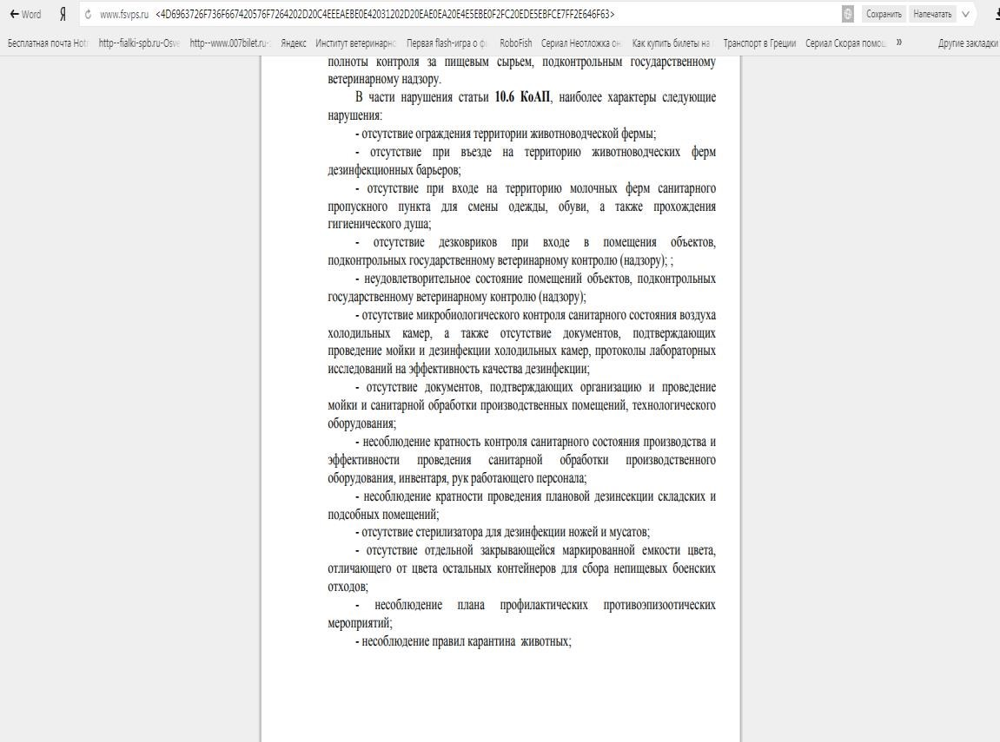 Word
Я
www.fsvps.ru <4D6963726F736F667420576F7264202D20C4EEEAEBE0E42031202D20EAE0EA20E4E5EBE0F2FC20EDE5EBFCE7FF2E646F63>
Сохранить
Напечатать
Бесплатная почта Hotr http--fialki-spb.ru-Osve http--www.007bilet.ru-z Яндекс Институт ветеринарнс Первая flash-игра о ф RoboFish Сериал Неотложка он Как купить билеты на Транспорт в Греции Сериал Скорая помощ » Другие закладки
полноты контроля за пищевым сырьем, подконтрольным государственному
ветеринарному надзору.
В части нарушения статьи 10.6 КоАП, наиболее характеры следующие
нарушения:
- отсутствие ограждения территории животноводческой фермы;
- отсутствие при въезде на территорию животноводческих ферм
дезинфекционных барьеров;
- отсутствие при входе на территорию молочных ферм санитарного
пропускного пункта для смены одежды, обуви, а также прохождения
гигиенического душа;
- отсутствие дезковриков при входе в помещения объектов,
подконтрольных государственному ветеринарному контролю (надзору); ;
- неудовлетворительное состояние помещений объектов, подконтрольных
государственному ветеринарному контролю (надзору);
- отсутствие микробиологического контроля санитарного состояния воздуха
холодильных камер, а также отсутствие документов, подтверждающих
проведение мойки и дезинфекции холодильных камер, протоколы лабораторных
исследований на эффективность качества дезинфекции;
- отсутствие документов, подтверждающих организацию и проведение
мойки и санитарной обработки производственных помещений, технологического
оборудования;
- несоблюдение кратность контроля санитарного состояния производства и
эффективности проведения санитарной обработки производственного
оборудования, инвентаря, рук работающего персонала;
- несоблюдение кратности проведения плановой дезинсекции складских и
подсобных помещений;
- отсутствие стерилизатора для дезинфекции ножей и мусатов;
- отсутствие отдельной закрывающейся маркированной емкости цвета,
отличающего от цвета остальных контейнеров для сбора непищевых боенских
отходов;
- несоблюдение плана профилактических противоэпизоотических
мероприятий;
- несоблюдение правил карантина животных;